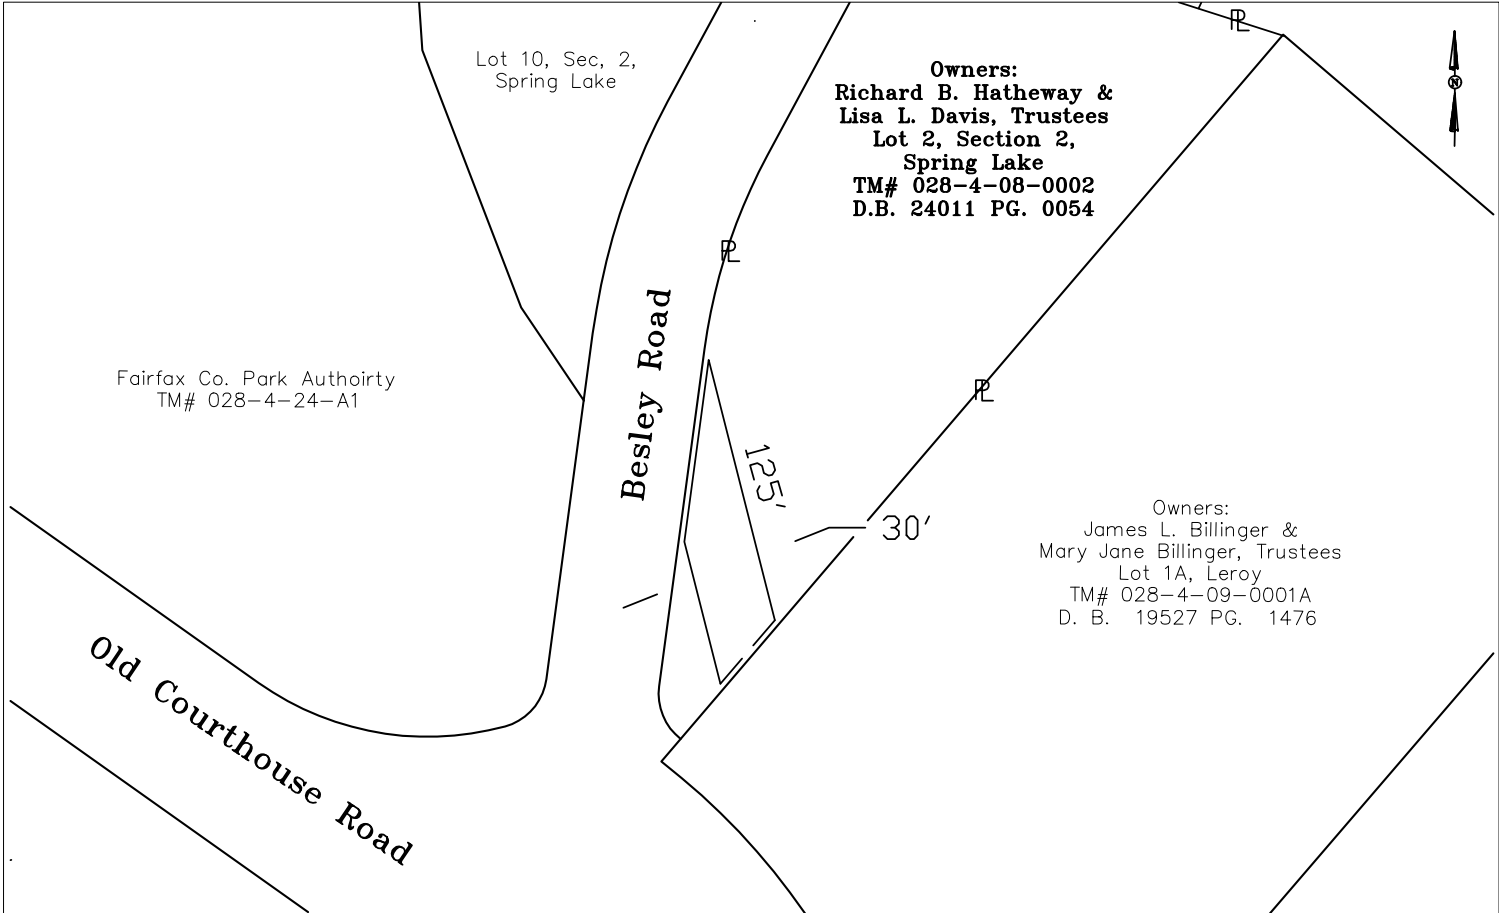 Lot 10, Sec, 2,
Spring Lake
Owners:
Richard B. Hatheway &
Lisa L. Davis, Trustees
Lot 2, Section 2,
Spring Lake
TM# 028-4-08-0002
D.B. 24011 PG. 0054
PL
N
PL
Besley Road
Fairfax Co. Park Authoirty
TM# 028-4-24-A1
PL
125'
30'
Owners:
James L. Billinger &
Mary Jane Billinger, Trustees
Lot 1A, Leroy
TM# 028-4-09-0001A
D. B. 19527 PG. 1476
Old Courthouse Road